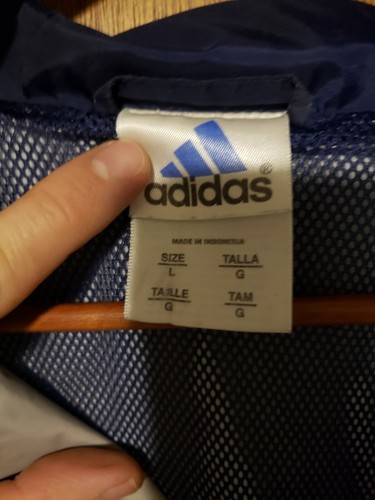 adidas®
MADE IN INDONESIA
SIZE TALLA
L G
TAILLE TAM
G G